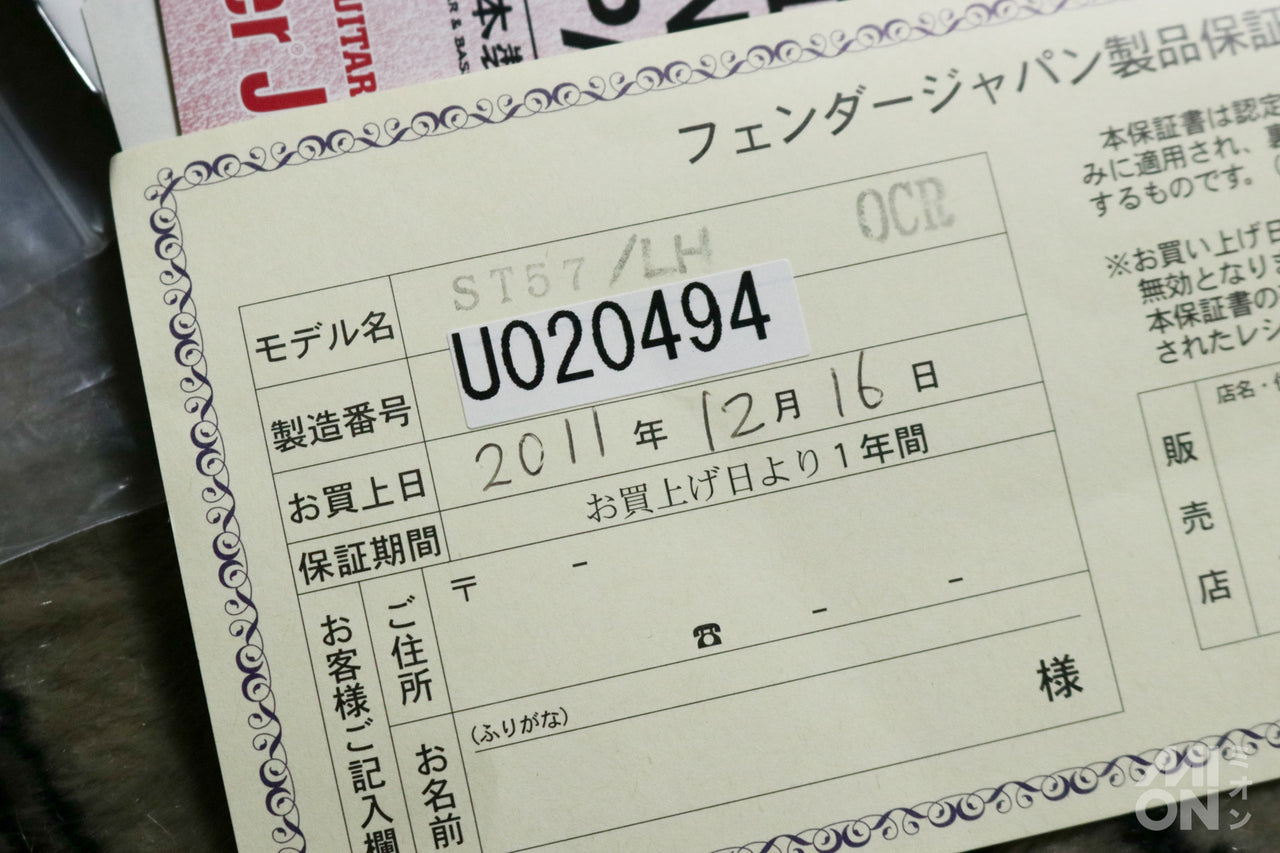 er® J
GUITAR
本製
R & BAS
フェンダージャパン製品保証
モデル名 ST57/LH OCR
製造番号 U020494
お買上日 2011年 12月 16日
保証期間 お買上げ日より1年間
お客様ご記入欄
ご住所 〒 -
☎ - -
お名前 (ふりがな)
様
本保証書は認定
みに適用され、
するものです。(
※お買い上げ日
無効となりま
本保証書の
されたレシ
店名・
販売店
MION
ミオン